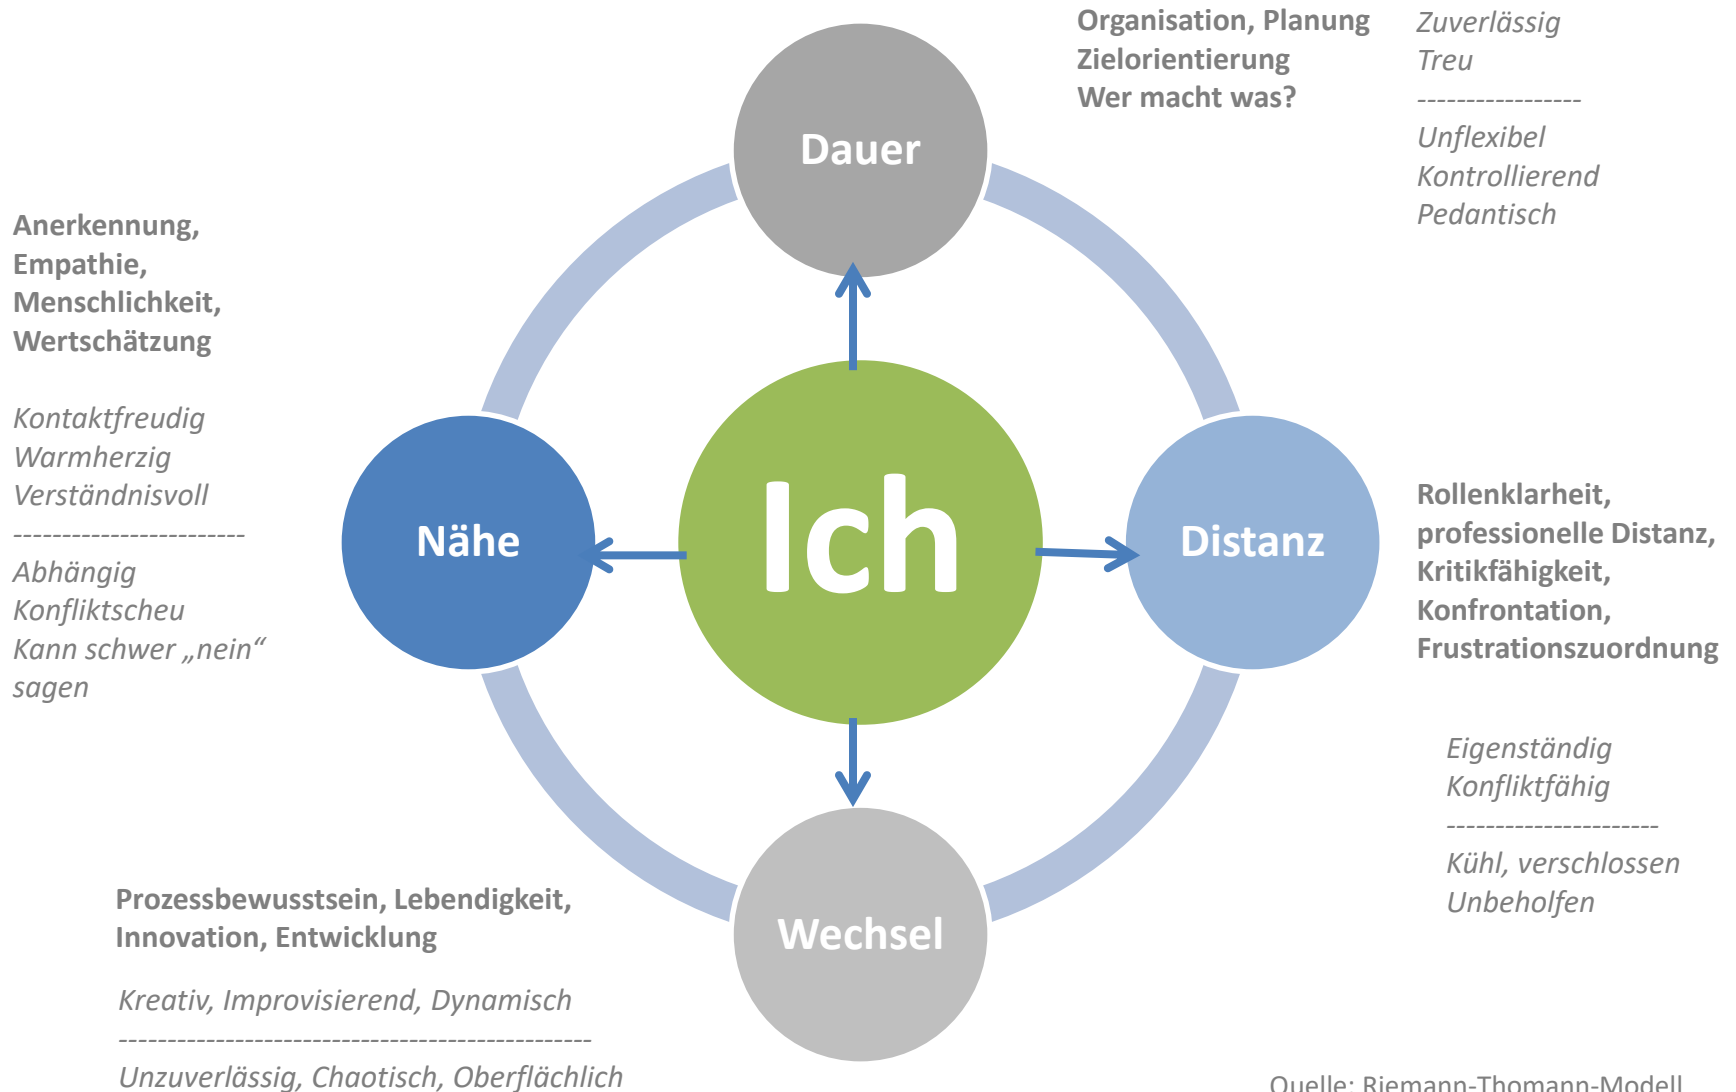 Organisation, Planung
Zielorientierung
Wer macht was?
Zuverlässig
Treu
-----------------
Unflexibel
Kontrollierend
Pedantisch
Dauer
Anerkennung,
Empathie,
Menschlichkeit,
Wertschätzung
Kontaktfreudig
Warmherzig
Verständnisvoll
------------------------
Abhängig
Konfliktscheu
Kann schwer „nein“
sagen
Nähe
Ich
Distanz
Rollenklarheit,
professionelle Distanz,
Kritikfähigkeit,
Konfrontation,
Frustrationszuordnung
Eigenständig
Konfliktfähig
----------------------
Kühl, verschlossen
Unbeholfen
Wechsel
Prozessbewusstsein, Lebendigkeit,
Innovation, Entwicklung
Kreativ, Improvisierend, Dynamisch
-------------------------------------------------
Unzuverlässig, Chaotisch, Oberflächlich
Quelle: Riemann-Thomann-Modell